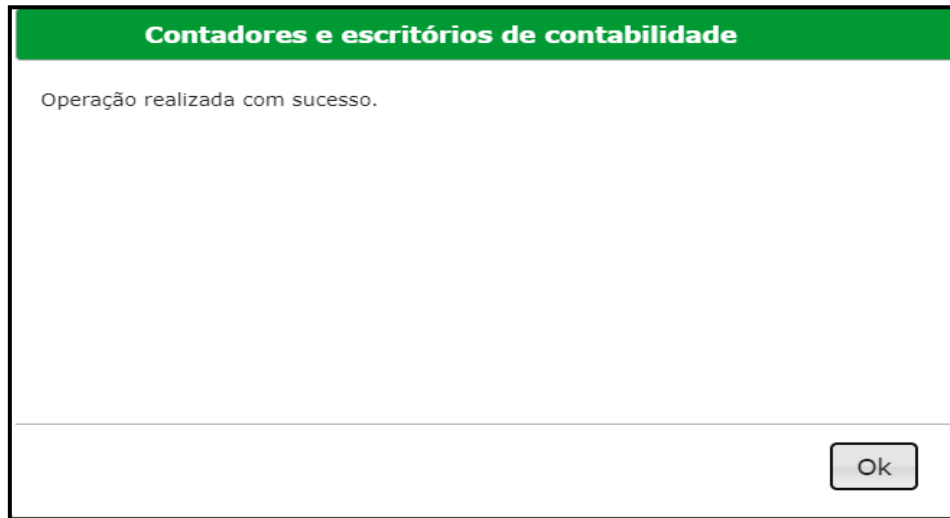 Contadores e escritórios de contabilidade
Operação realizada com sucesso.
Ok